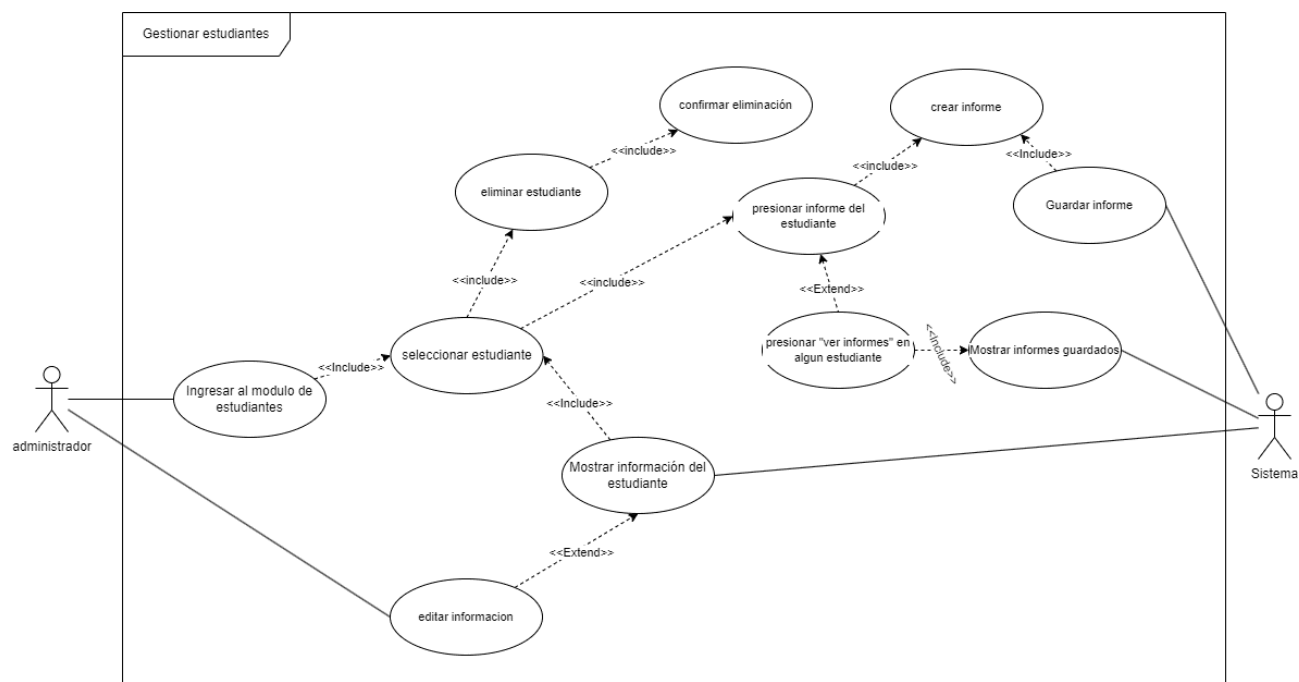 Gestionar estudiantes
confirmar eliminación
crear informe
<<include>>
<<include>>
<<Include>>
eliminar estudiante
presionar informe del
estudiante
Guardar informe
<<include>>
<<include>>
<<Extend>>
seleccionar estudiante
presionar "ver informes" en
algun estudiante
<<Include>>
Mostrar informes guardados
<<Include>>
Ingresar al modulo de
estudiantes
administrador
<<Include>>
Mostrar información del
estudiante
Sistema
<<Extend>>
editar informacion